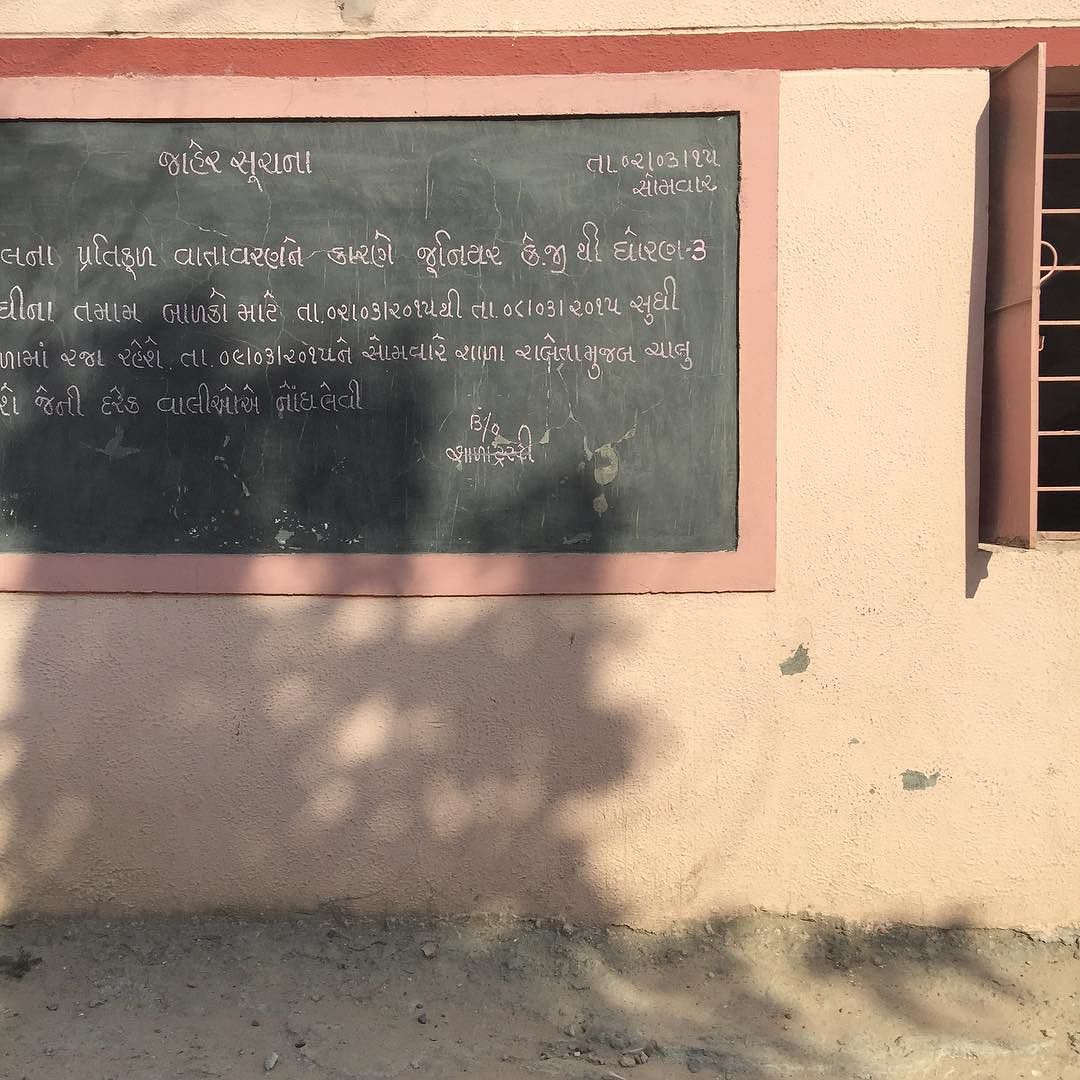 જાહેર સૂચના
તા.૦૨/૦૩/૧૫
સોમવાર
લના પ્રતિકૂળ વાતાવરણને કારણે જૂનિયર કે.જી થી ધોરણ-૩
ધીના તમામ બાળકો માટે તા.૦૨/૦૩/૨૦૧૫થી તા.૦૮/૦૩/૨૦૧૫ સુધી
ળામાં રજા રહેશે. તા.૦૯/૦૩/૨૦૧૫ને સોમવારે શાળા રાબેતા મુજબ ચાલુ
શે જેની દરેક વાલીઓએ નોંધ લેવી
B/o
શાળા ટ્રસ્ટી